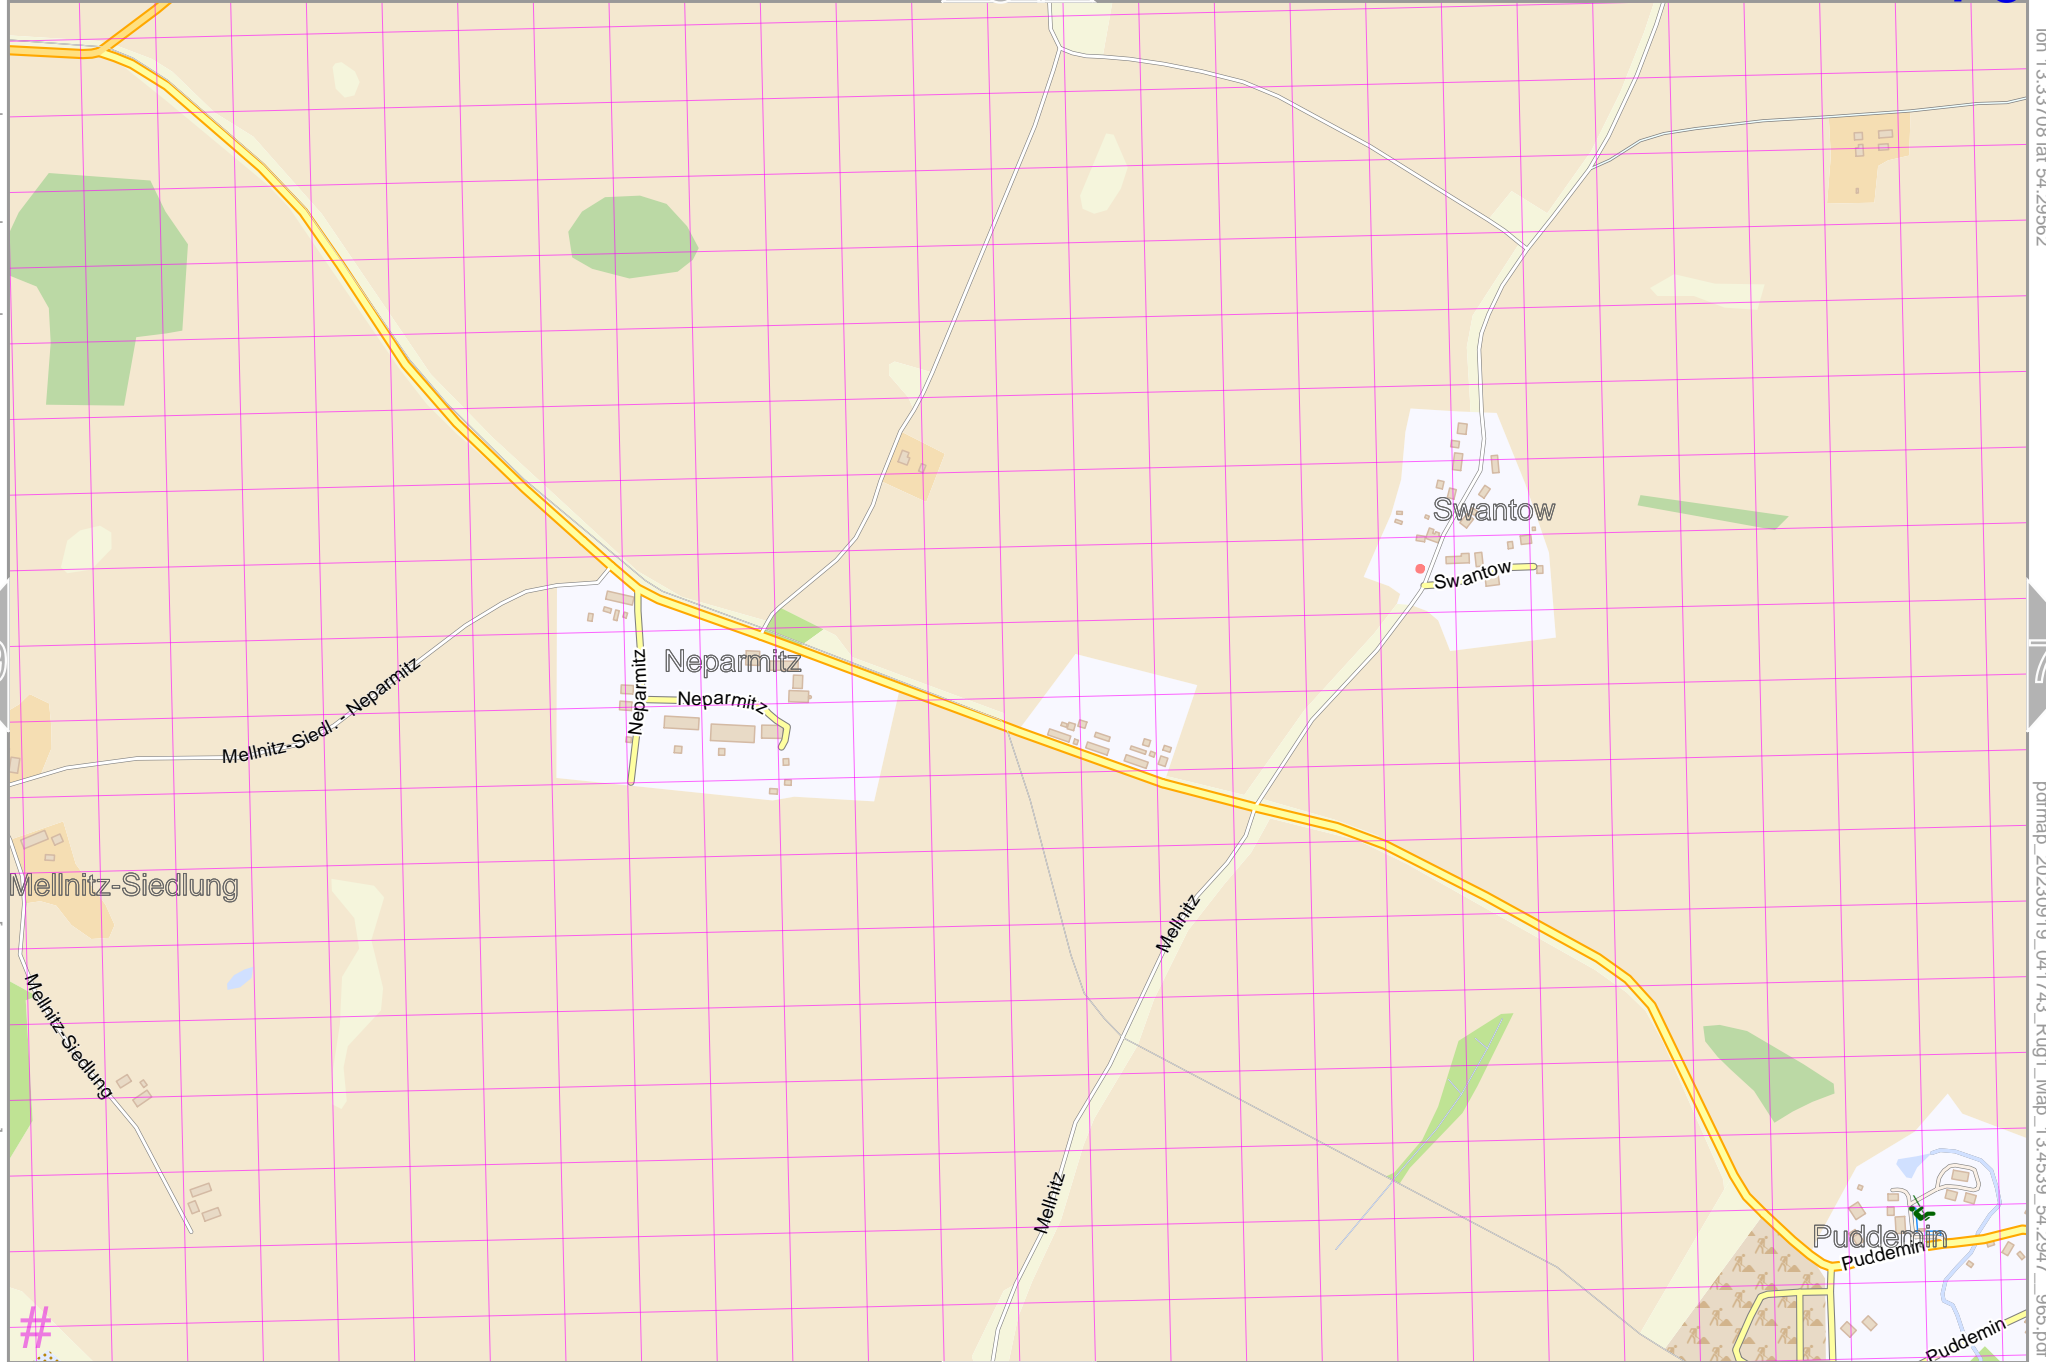 lon 13.33708 lat 54.29562
Swantow
Swantow
Neparmitz
Neparmitz
Neparmitz
Mellnitz-Siedl. - Neparmitz
7
Mellnitz-Siedlung
Mellnitz
Mellnitz-Siedlung
Mellnitz
Puddemin
Puddemin
Puddemin
#